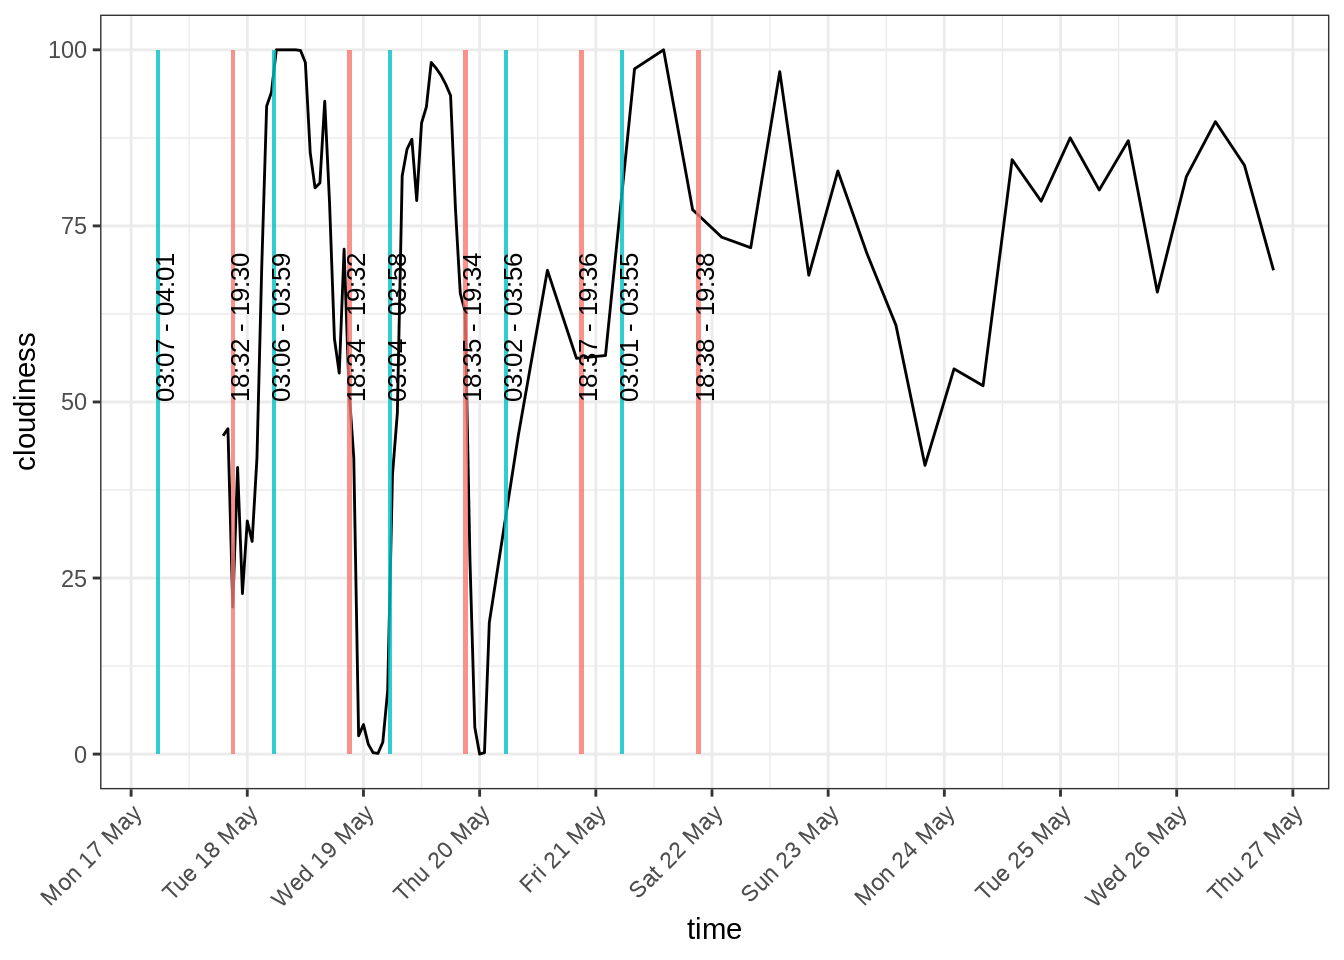 100
75
50
25
0
cloudiness
03:07 - 04:01
18:32 - 19:30
03:06 - 03:59
18:34 - 19:32
03:04 - 03:58
18:35 - 19:34
03:02 - 03:56
18:37 - 19:36
03:01 - 03:55
18:38 - 19:38
Mon 17 May
Tue 18 May
Wed 19 May
Thu 20 May
Fri 21 May
Sat 22 May
Sun 23 May
Mon 24 May
Tue 25 May
Wed 26 May
Thu 27 May
time